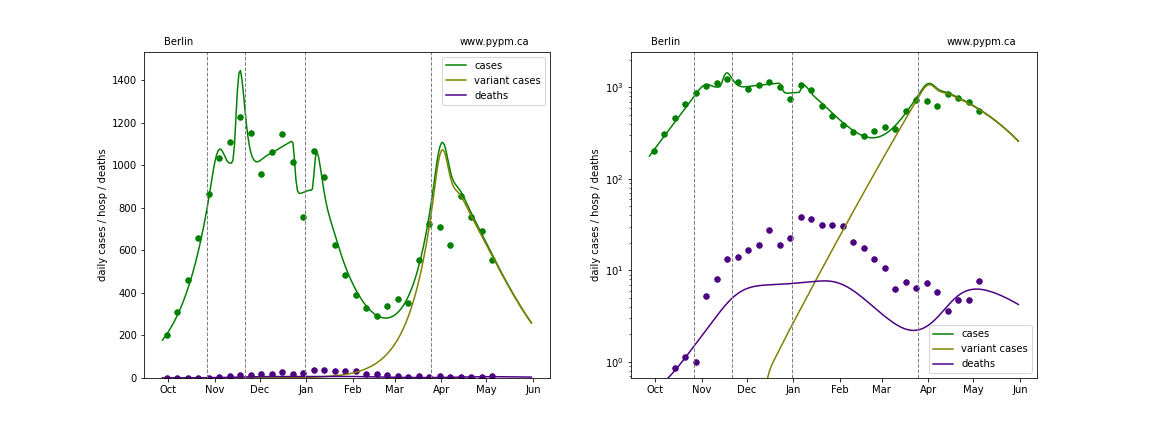 Berlin
www.pypm.ca
cases
variant cases
deaths
daily cases / hosp / deaths
1400
1200
1000
800
600
400
200
0
Oct Nov Dec Jan Feb Mar Apr May Jun
Berlin
www.pypm.ca
daily cases / hosp / deaths
10³
10²
10¹
10⁰
cases
variant cases
deaths
Oct Nov Dec Jan Feb Mar Apr May Jun